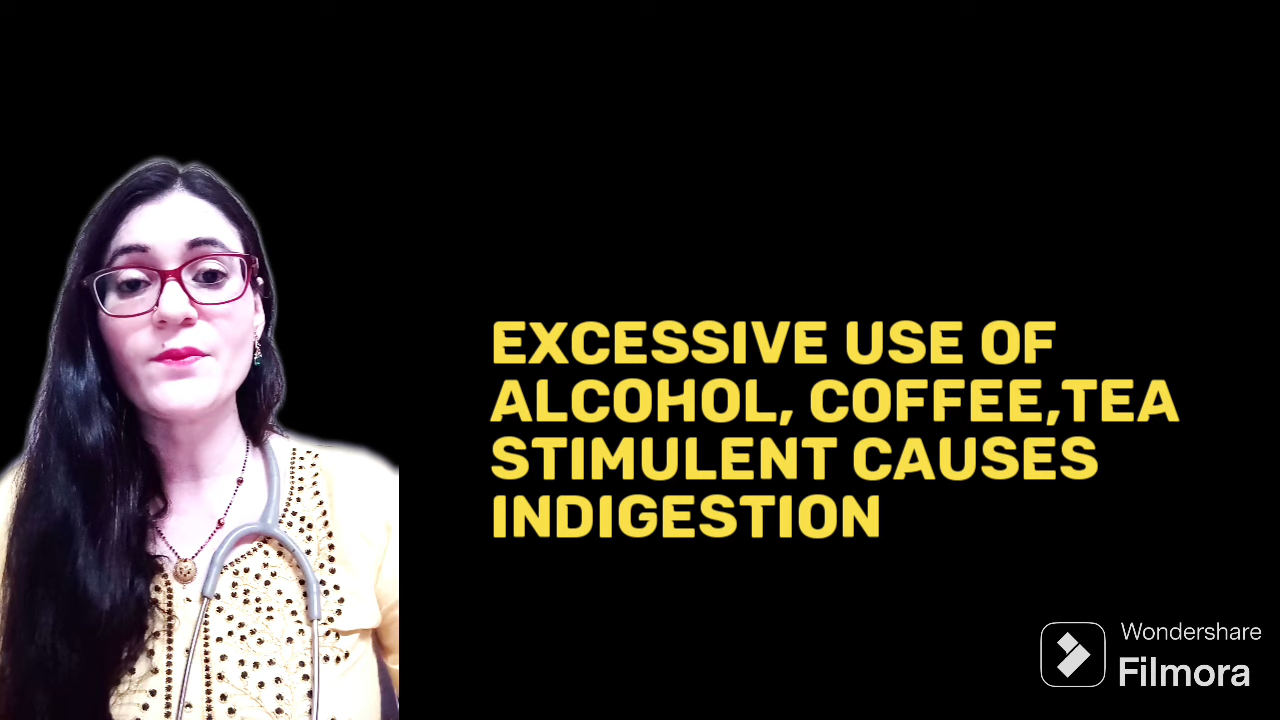 EXCESSIVE USE OF
ALCOHOL, COFFEE,TEA
STIMULENT CAUSES
INDIGESTION
Wondershare
Filmora